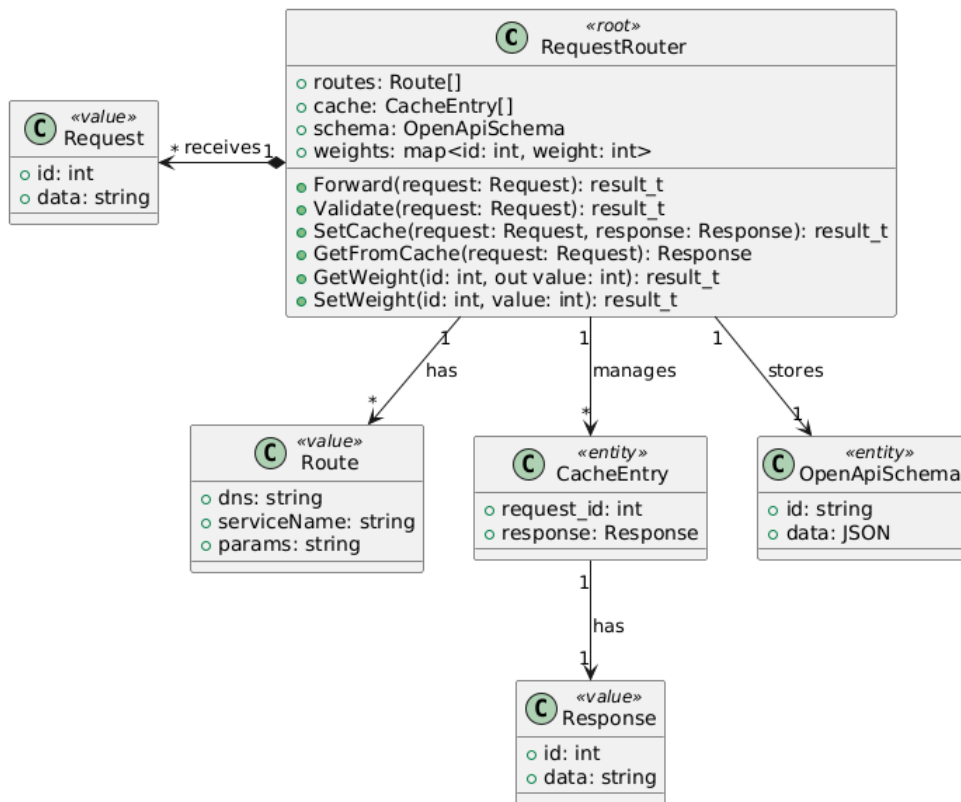 C
«root»
RequestRouter
routes: Route[]
cache: CacheEntry[]
schema: OpenApiSchema
weights: map<id: int, weight: int>
Forward(request: Request): result_t
Validate(request: Request): result_t
SetCache(request: Request, response: Response): result_t
GetFromCache(request: Request): Response
GetWeight(id: int, out value: int): result_t
SetWeight(id: int, value: int): result_t
C
«value»
Request
id: int
data: string
* receives 1
1
has
*
1
manages
*
1
stores
1
C
«value»
Route
dns: string
serviceName: string
params: string
C
«entity»
CacheEntry
request_id: int
response: Response
C
«entity»
OpenApiSchema
id: string
data: JSON
1
has
1
C
«value»
Response
id: int
data: string